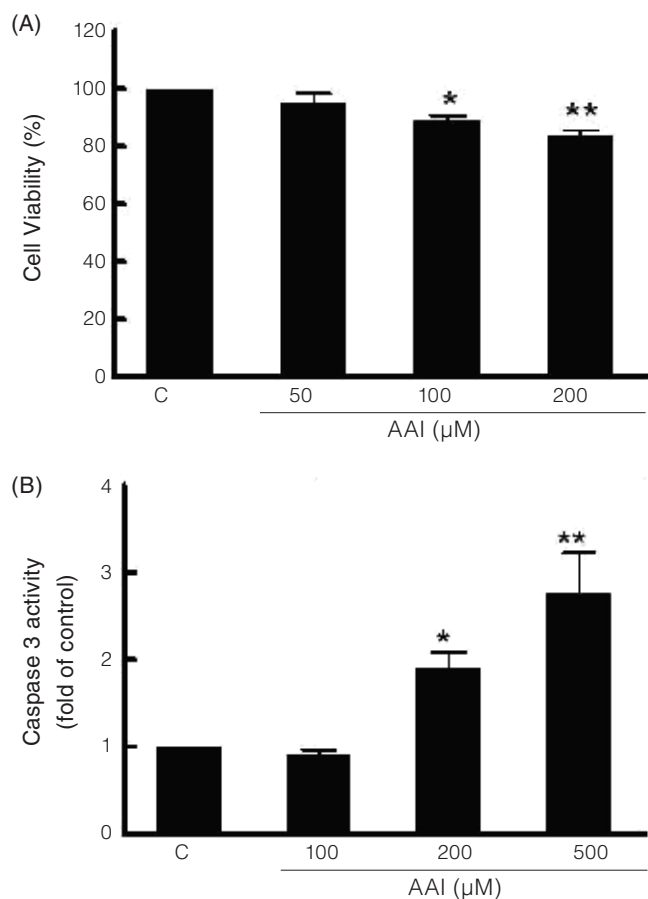 (A)
120
100
80
60
40
20
0
Cell Viability (%)
*
**
C 50 100 200
AAI (µM)
(B)
4
3
2
1
0
Caspase 3 activity
(fold of control)
*
**
C 100 200 500
AAI (µM)